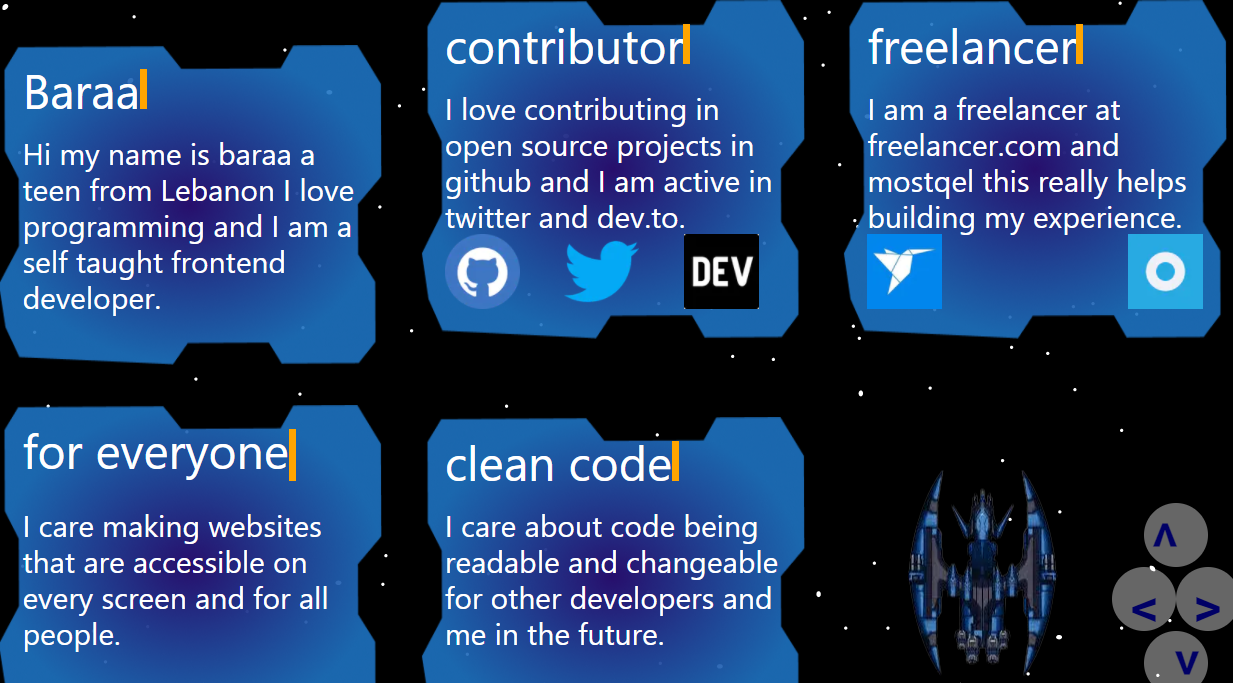 Baraa
Hi my name is baraa a
teen from Lebanon I love
programming and I am a
self taught frontend
developer.
contributor
I love contributing in
open source projects in
github and I am active in
twitter and dev.to.
DEV
freelancer
I am a freelancer at
freelancer.com and
mostqel this really helps
building my experience.
for everyone
I care making websites
that are accessible on
every screen and for all
people.
clean code
I care about code being
readable and changeable
for other developers and
me in the future.
ʌ
< >
v